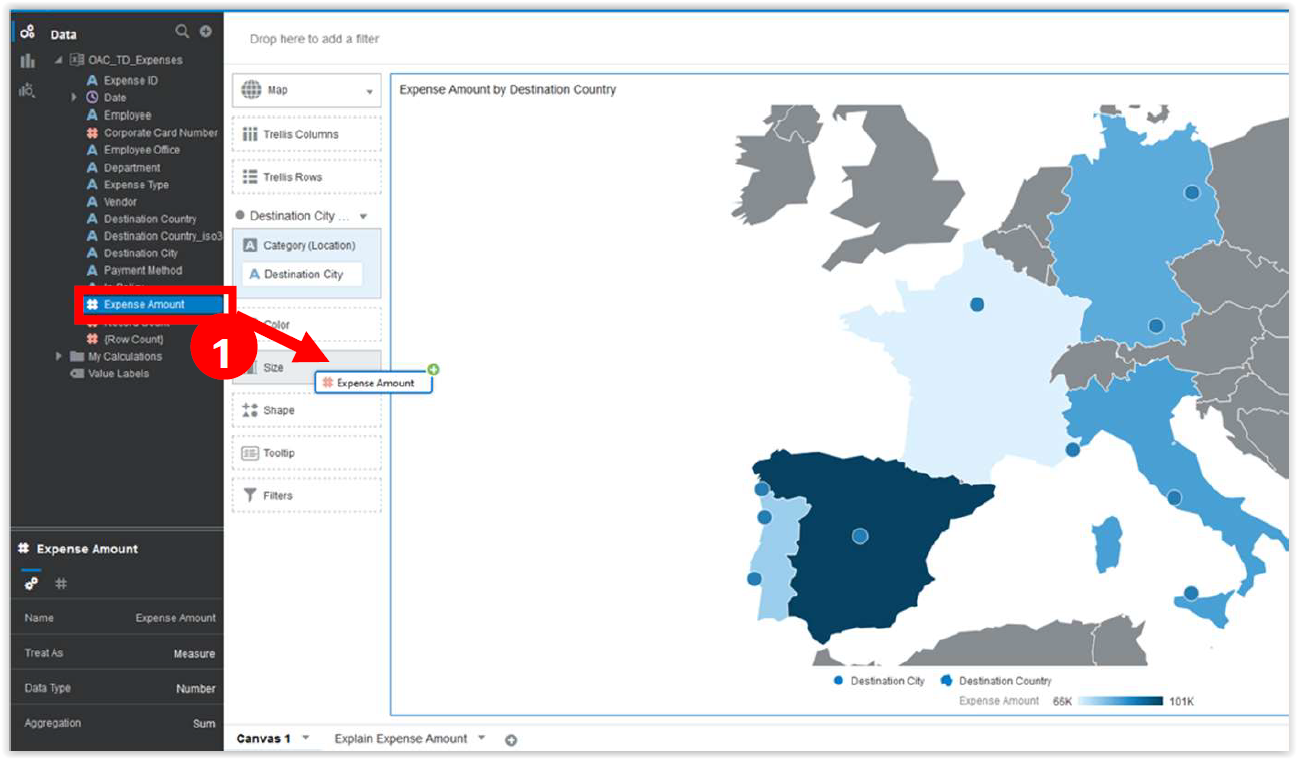 Data
OAC_TD_Expenses
Expense ID
Date
Employee
Corporate Card Number
Employee Office
Department
Expense Type
Vendor
Destination Country
Destination Country_iso3
Destination City
Payment Method
Expense Amount
(Row Count)
My Calculations
Value Labels
1
Expense Amount
Name Expense Amount
Treat As Measure
Data Type Number
Aggregation Sum
Drop here to add a filter
Map
Trellis Columns
Trellis Rows
Destination City ...
Category (Location)
Destination City
Color
Size
Expense Amount
Shape
Tooltip
Filters
Expense Amount by Destination Country
Destination City Destination Country
Expense Amount 66K 101K
Canvas 1 Explain Expense Amount